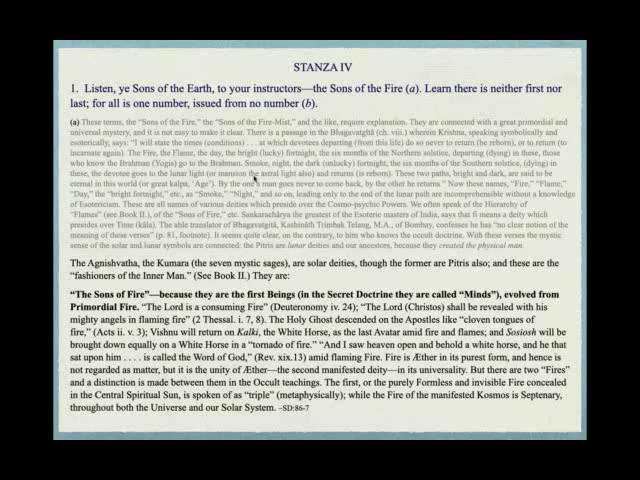 STANZA IV
1. Listen, ye Sons of the Earth, to your instructors—the Sons of the Fire (a). Learn there is neither first nor
last; for all is one number, issued from no number (b).
(a) These terms, the "Sons of the Fire," the "Sons of the Fire-Mist," and the like, require explanation. They are connected with a great primordial and
universal mystery, and it is not easy to make it clear. There is a passage in the Bhagavatgîtâ (ch. viii.) wherein Krishna, speaking symbolically and
esoterically, says: "I will state the times (conditions) . . . at which devotees departing (from this life) do so never to return (be reborn), or to return (to
incarnate again). The Fire, the Flame, the day, the bright (lucky) fortnight, the six months of the Northern solstice, departing (dying) in these, those
who know the Brahman (Yogis) go to the Brahman. Smoke, night, the dark (unlucky) fortnight, the six months of the Southern solstice, (dying) in
these, the devotee goes to the lunar light (or mansion the astral light also) and returns (is reborn). These two paths, bright and dark, are said to be
eternal in this world (or great kalpa, 'Age'). By the one a man goes never to come back, by the other he returns." Now these names, "Fire," "Flame,"
"Day," the "bright fortnight," etc., as "Smoke," "Night," and so on, leading only to the end of the lunar path are incomprehensible without a knowledge
of Esotericism. These are all names of various deities which preside over the Cosmo-psychic Powers. We often speak of the Hierarchy of
"Flames" (see Book II.), of the "Sons of Fire," etc. Sankarachârya the greatest of the Esoteric masters of India, says that fi means a deity which
presides over Time (kâla). The able translator of Bhagavatgîtâ, Kashinâth Trimbak Telang, M.A., of Bombay, confesses he has "no clear notion of the
meaning of these verses" (p. 81, footnote). It seems quite clear, on the contrary, to him who knows the occult doctrine. With these verses the mystic
sense of the solar and lunar symbols are connected: the Pitris are lunar deities and our ancestors, because they created the physical man.
The Agnishvatha, the Kumara (the seven mystic sages), are solar deities, though the former are Pitris also; and these are the
"fashioners of the Inner Man." (See Book II.) They are:
"The Sons of Fire"—because they are the first Beings (in the Secret Doctrine they are called "Minds"), evolved from
Primordial Fire. "The Lord is a consuming Fire" (Deuteronomy iv. 24); "The Lord (Christos) shall be revealed with his
mighty angels in flaming fire" (2 Thessal. i. 7, 8). The Holy Ghost descended on the Apostles like "cloven tongues of
fire," (Acts ii. v. 3); Vishnu will return on Kalki, the White Horse, as the last Avatar amid fire and flames; and Sosiosh will be
brought down equally on a White Horse in a "tornado of fire." "And I saw heaven open and behold a white horse, and he that
sat upon him . . . . is called the Word of God," (Rev. xix.13) amid flaming Fire. Fire is Æther in its purest form, and hence is
not regarded as matter, but it is the unity of Æther—the second manifested deity—in its universality. But there are two "Fires"
and a distinction is made between them in the Occult teachings. The first, or the purely Formless and invisible Fire concealed
in the Central Spiritual Sun, is spoken of as "triple" (metaphysically); while the Fire of the manifested Kosmos is Septenary,
throughout both the Universe and our Solar System. –SD:86-7